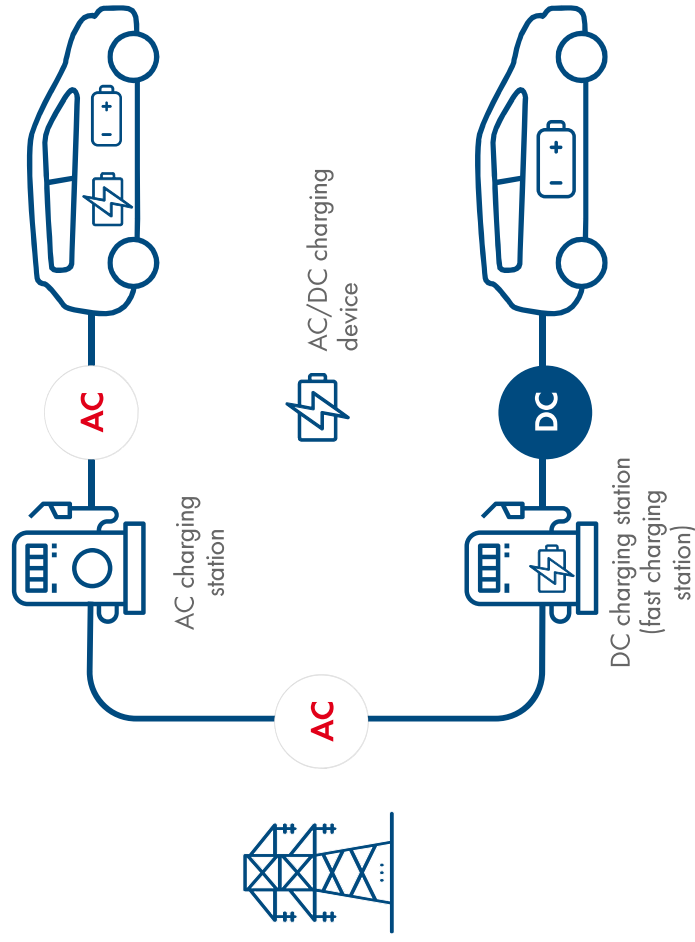 AC
AC charging
station
AC/DC charging
device
AC
DC
DC charging station
(fast charging
station)